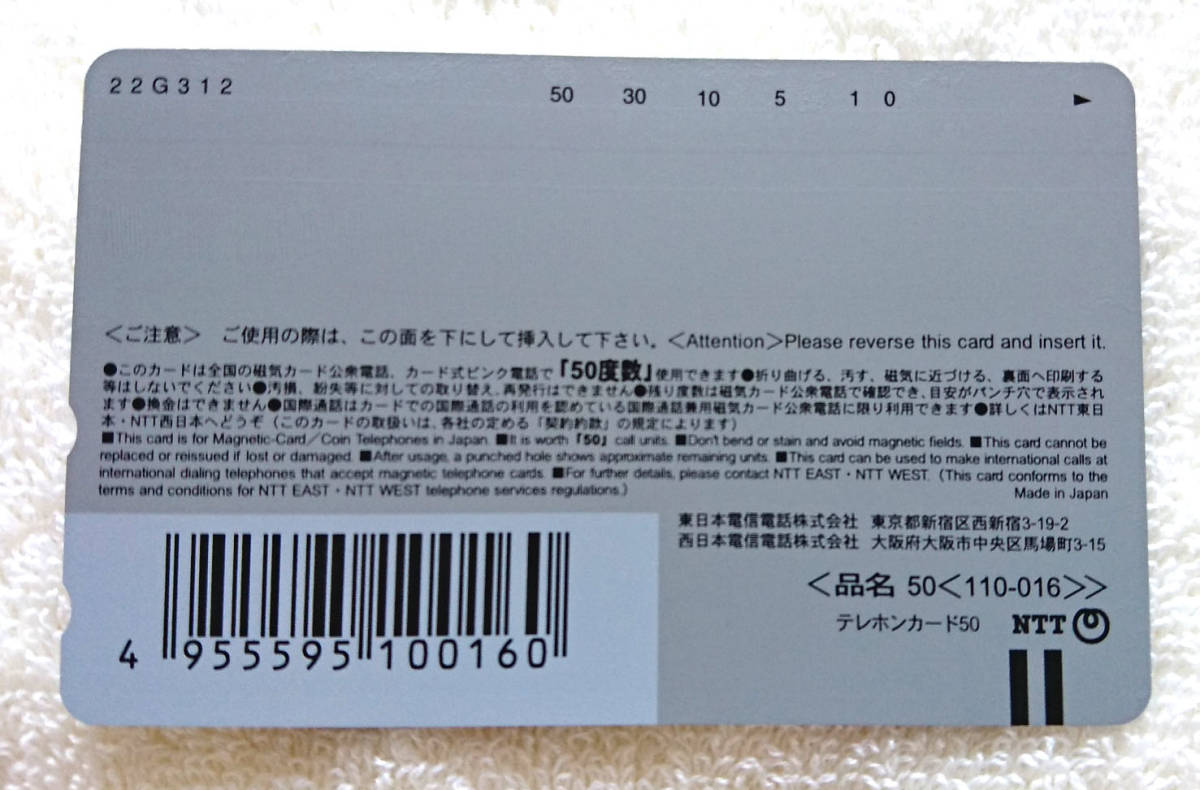 22G312
50 30 10 5 1 0 ►
＜ご注意＞ ご使用の際は、この面を下にして挿入して下さい。＜Attention＞Please reverse this card and insert it.
●このカードは全国の磁気カード公衆電話、カード式ピンク電話で「50度数」使用できます●折り曲げる、汚す、磁気に近づける、裏面へ印刷する
等はしないでください●汚損、紛失等に対しての取り替え、再発行はできません●残り度数は磁気カード公衆電話で確認でき、目安がパンチ穴で表示されま
す●換金はできません●国際通話はカードでの国際通話の利用を認めている国際通話兼用磁気カード公衆電話に限り利用できます●詳しくはNTT東日
本・NTT西日本へどうぞ（このカードの取扱いは、各社の定める「契約約款」の規定によります）
■This card is for Magnetic-Card／Coin Telephones in Japan. ■It is worth「50」call units. ■Don't bend or stain and avoid magnetic fields. ■This card cannot be
replaced or reissued if lost or damaged. ■After usage, a punched hole shows approximate remaining units. ■This card can be used to make international calls at
international dialing telephones that accept magnetic telephone cards. ■For further details, please contact NTT EAST・NTT WEST. (This card conforms to the
terms and conditions for NTT EAST・NTT WEST telephone services regulations.)
Made in Japan
東日本電信電話株式会社 東京都新宿区西新宿3-19-2
西日本電信電話株式会社 大阪府大阪市中央区馬場町3-15
＜品名 50＜110-016＞＞
テレホンカード50 NTT
4 955595 100160